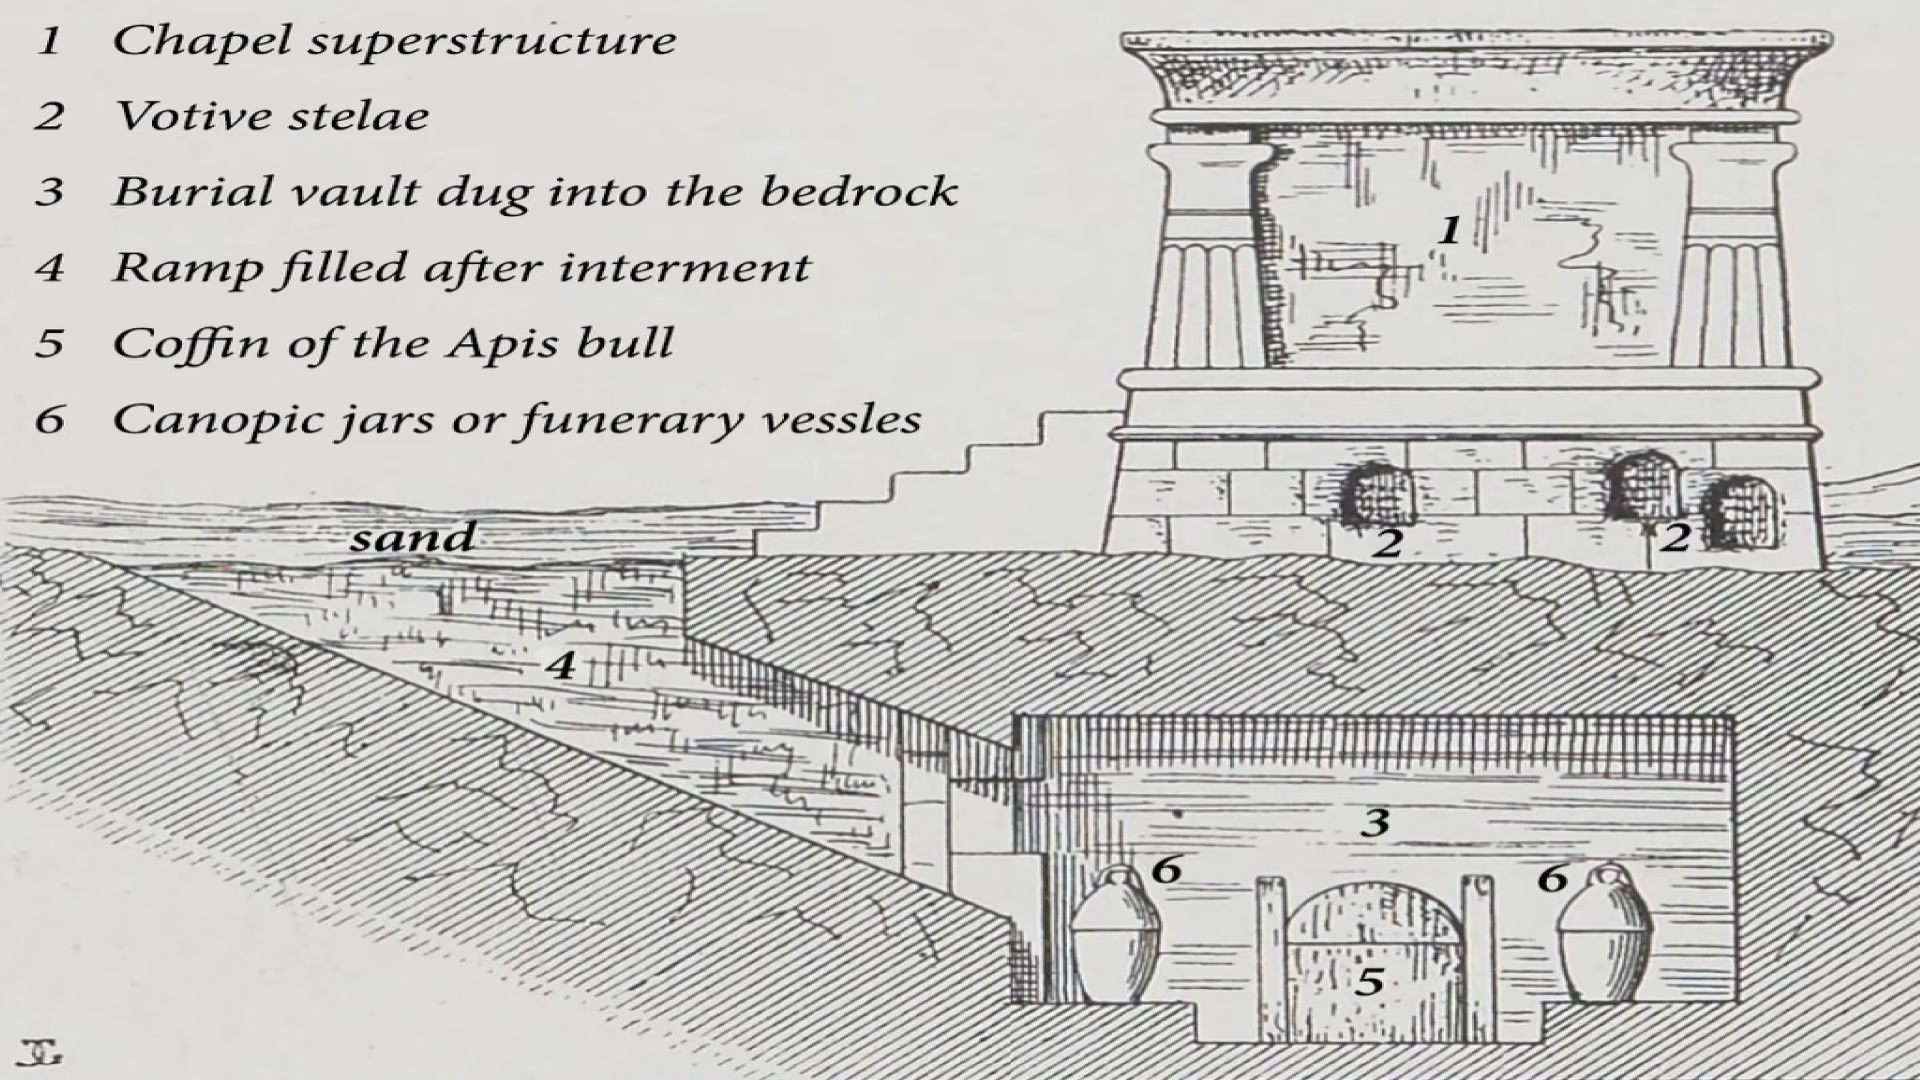 1 Chapel superstructure
2 Votive stelae
3 Burial vault dug into the bedrock
4 Ramp filled after interment
5 Coffin of the Apis bull
6 Canopic jars or funerary vessles
1
sand
2 2
4
3
6 6
5